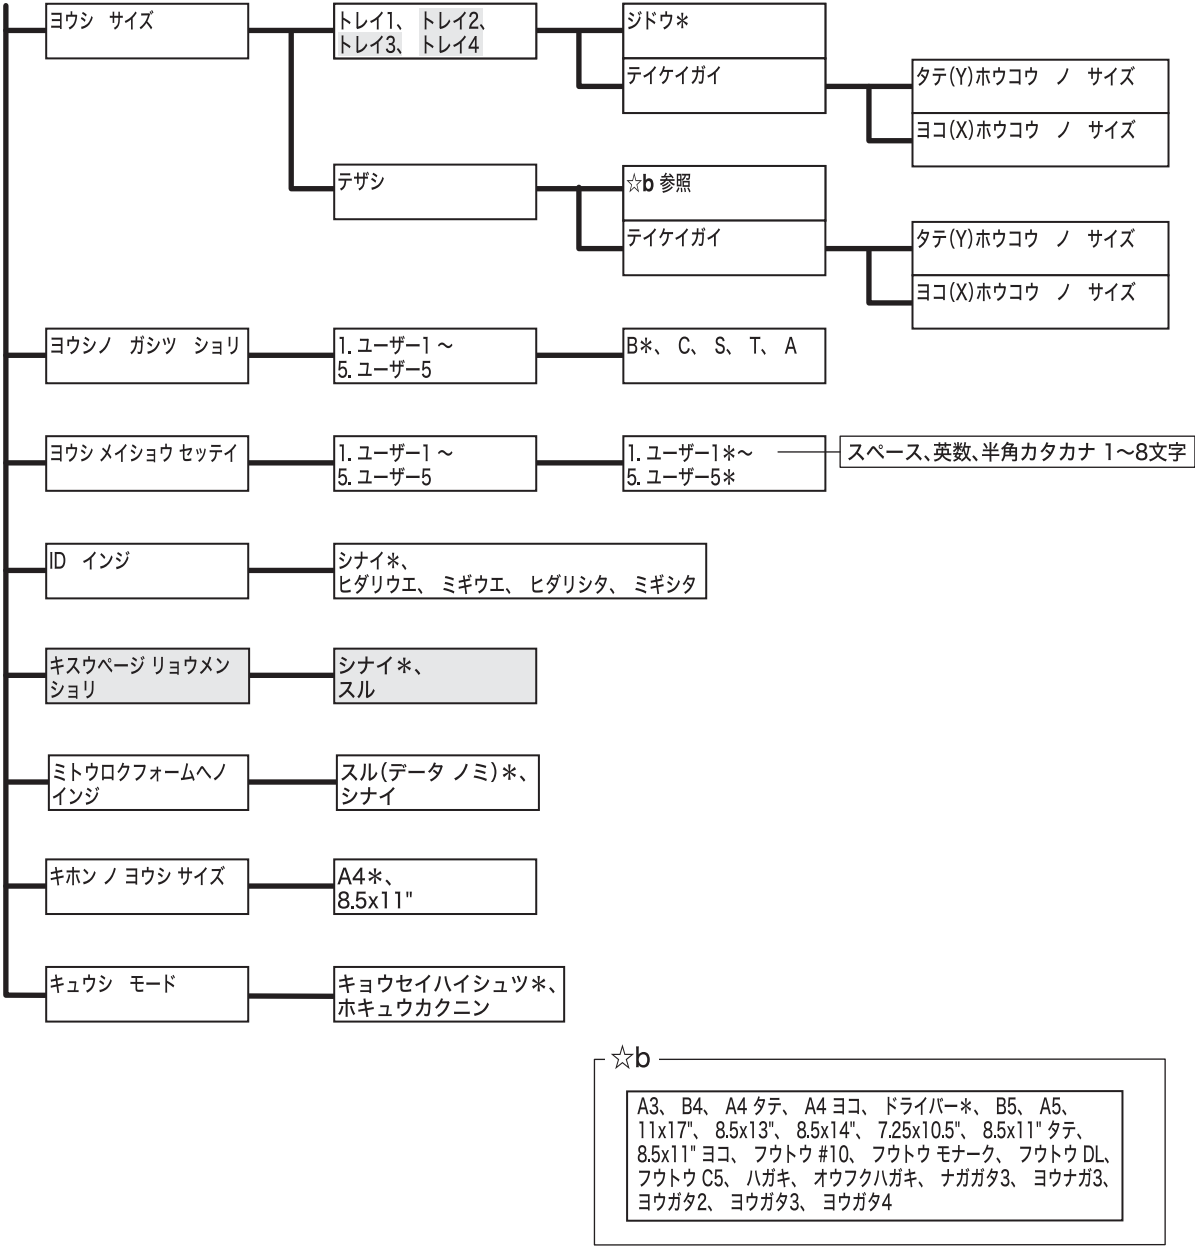 ヨウシ サイズ
トレイ1、 トレイ2、
トレイ3、 トレイ4
ジドウ＊
テイケイガイ
タテ(Y)ホウコウ ノ サイズ
ヨコ(X)ホウコウ ノ サイズ
テザシ
☆b 参照
テイケイガイ
タテ(Y)ホウコウ ノ サイズ
ヨコ(X)ホウコウ ノ サイズ
ヨウシノ ガシツ ショリ
1. ユーザー1 ～
5. ユーザー5
B＊、 C、 S、 T、 A
ヨウシ メイショウ セッテイ
1. ユーザー1 ～
5. ユーザー5
1. ユーザー1＊～
5. ユーザー5＊
スペース、英数、半角カタカナ 1～8文字
ID インジ
シナイ＊、
ヒダリウエ、 ミギウエ、 ヒダリシタ、 ミギシタ
キスウページ リョウメン
ショリ
シナイ＊、
スル
ミトウロクフォームヘノ
インジ
スル(データ ノミ)＊、
シナイ
キホン ノ ヨウシ サイズ
A4＊、
8.5x11"
キュウシ モード
キョウセイハイシュツ＊、
ホキュウカクニン
☆b
A3、 B4、 A4 タテ、 A4 ヨコ、 ドライバー＊、 B5、 A5、
11x17"、 8.5x13"、 8.5x14"、 7.25x10.5"、 8.5x11" タテ、
8.5x11" ヨコ、 フウトウ #10、 フウトウ モナーク、 フウトウ DL、
フウトウ C5、 ハガキ、 オウフクハガキ、 ナガガタ3、 ヨウナガ3、
ヨウガタ2、 ヨウガタ3、 ヨウガタ4